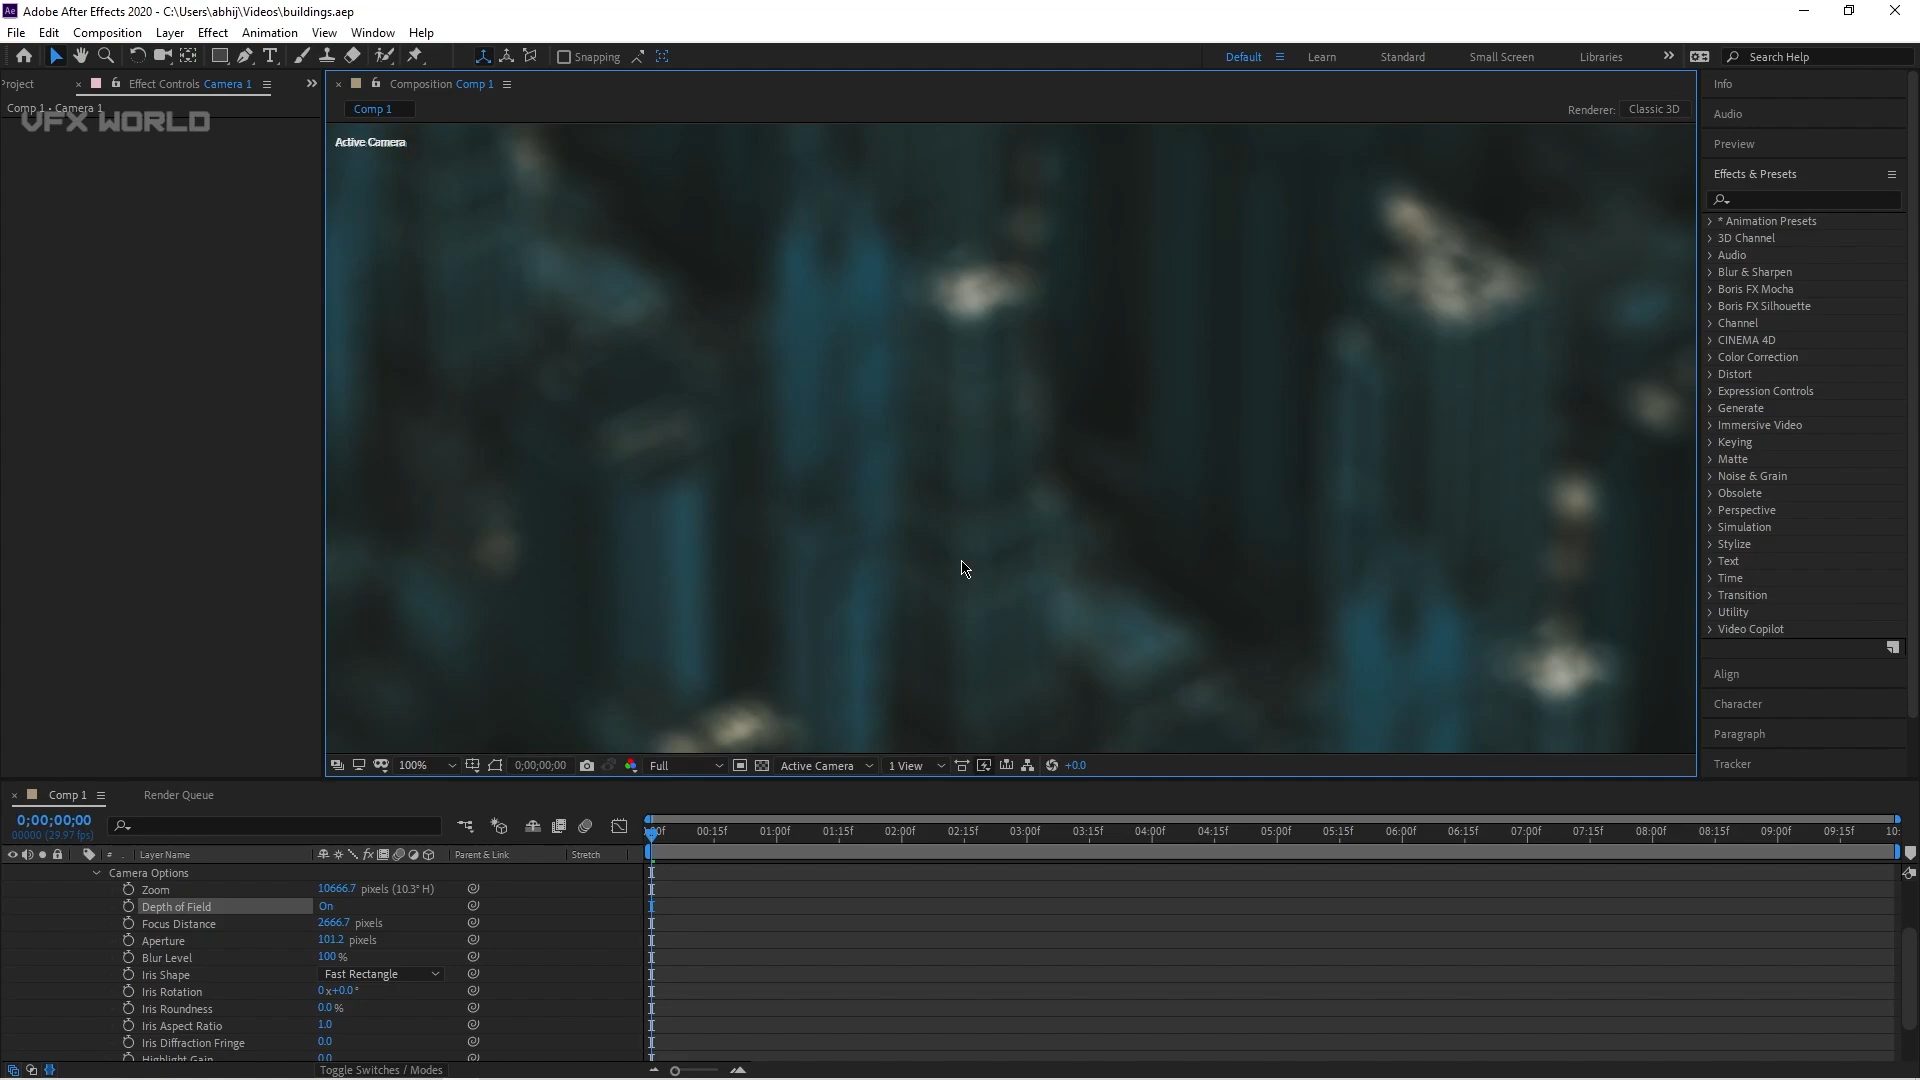 Ae Adobe After Effects 2020 - C:\Users\abhij\Videos\buildings.aep
File Edit Composition Layer Effect Animation View Window Help
Snapping
Default Learn Standard Small Screen Libraries Search Help
Project Effect Controls Camera 1
Composition Comp 1
Comp 1 • Camera 1
VFX WORLD
Comp 1
Renderer: Classic 3D
Active Camera
Info
Audio
Preview
Effects & Presets
* Animation Presets
3D Channel
Audio
Blur & Sharpen
Boris FX Mocha
Boris FX Silhouette
Channel
CINEMA 4D
Color Correction
Distort
Expression Controls
Generate
Immersive Video
Keying
Matte
Noise & Grain
Obsolete
Perspective
Simulation
Stylize
Text
Time
Transition
Utility
Video Copilot
Align
Character
Paragraph
Tracker
100% 0;00;00;00 Full Active Camera 1 View +0.0
Comp 1 Render Queue
0;00;00;00
00000 (29.97 fps)
00f 00:15f 01:00f 01:15f 02:00f 02:15f 03:00f 03:15f 04:00f 04:15f 05:00f 05:15f 06:00f 06:15f 07:00f 07:15f 08:00f 08:15f 09:00f 09:15f 10:
# Layer Name fx Parent & Link Stretch
Camera Options
Zoom 10666.7 pixels (10.3° H)
Depth of Field On
Focus Distance 2666.7 pixels
Aperture 101.2 pixels
Blur Level 100 %
Iris Shape Fast Rectangle
Iris Rotation 0x+0.0°
Iris Roundness 0.0 %
Iris Aspect Ratio 1.0
Iris Diffraction Fringe 0.0
Highlight Gain 0.0
Toggle Switches / Modes